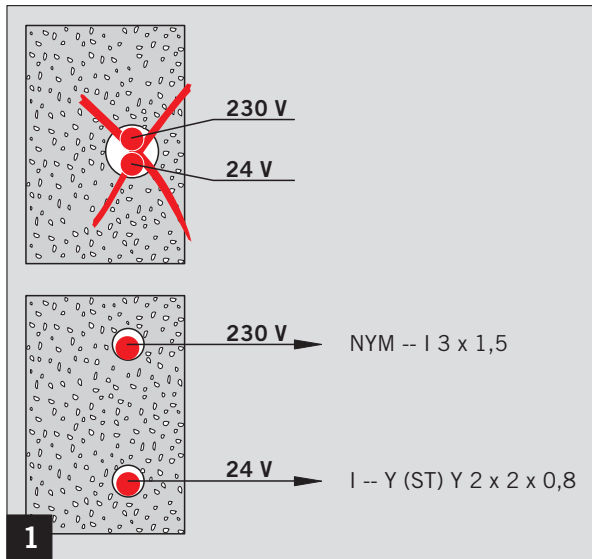 230 V
24 V
230 V
NYM -- I 3 x 1,5
24 V
I -- Y (ST) Y 2 x 2 x 0,8
1